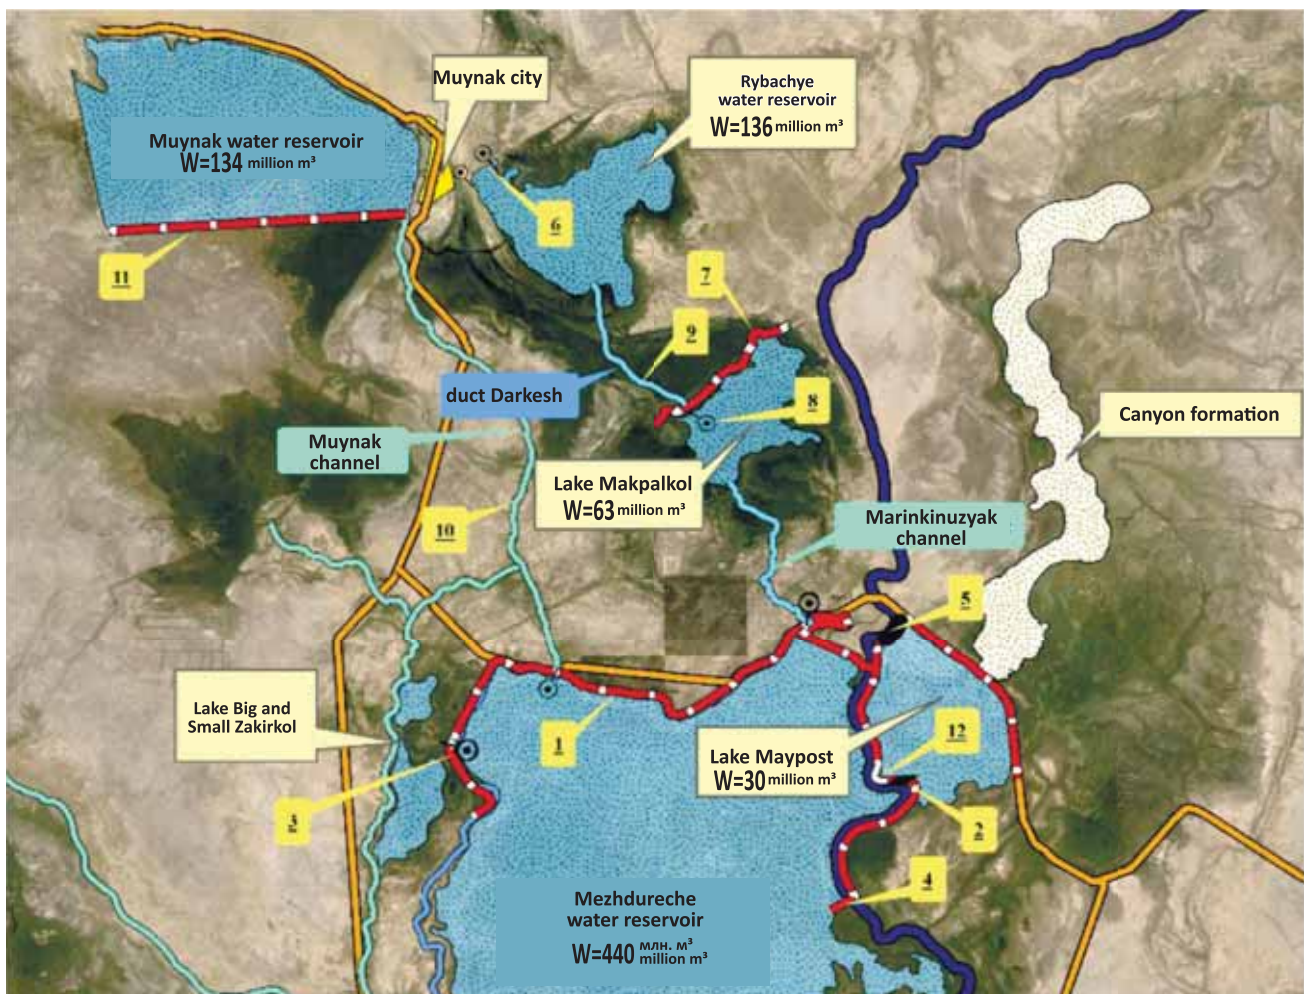 Muynak city
Rybachye
water reservoir
W=136 million m³
Muynak water reservoir
W=134 million m³
6
11
7
9
duct Darkesh
8
Canyon formation
Muynak
channel
Lake Makpalkol
W=63 million m³
10
Marinkinuzyak
channel
5
Lake Big and
Small Zakirkol
1
12
Lake Maypost
W=30 million m³
2
4
Mezhdureche
water reservoir
W=440 млн. м³
million m³